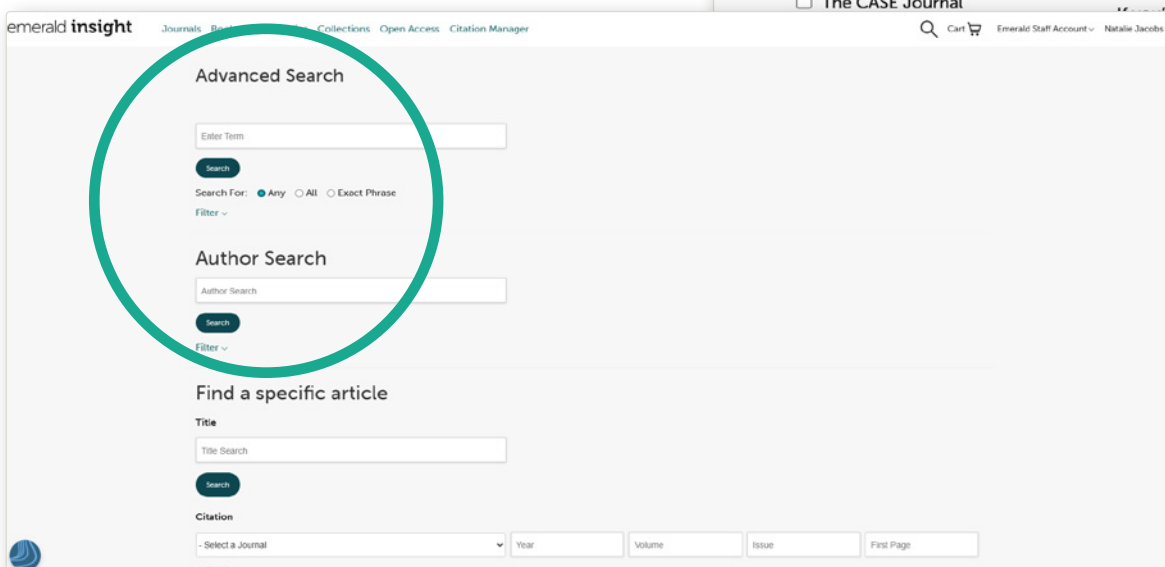 The CASE Journal
emerald insight
Journals Collections Open Access Citation Manager
Cart Emerald Staff Account Natalie Jacobs
Advanced Search
Enter Term
Search
Search For: Any All Exact Phrase
Filter
Author Search
Author Search
Search
Filter
Find a specific article
Title
Title Search
Search
Citation
- Select a Journal Year Volume Issue First Page